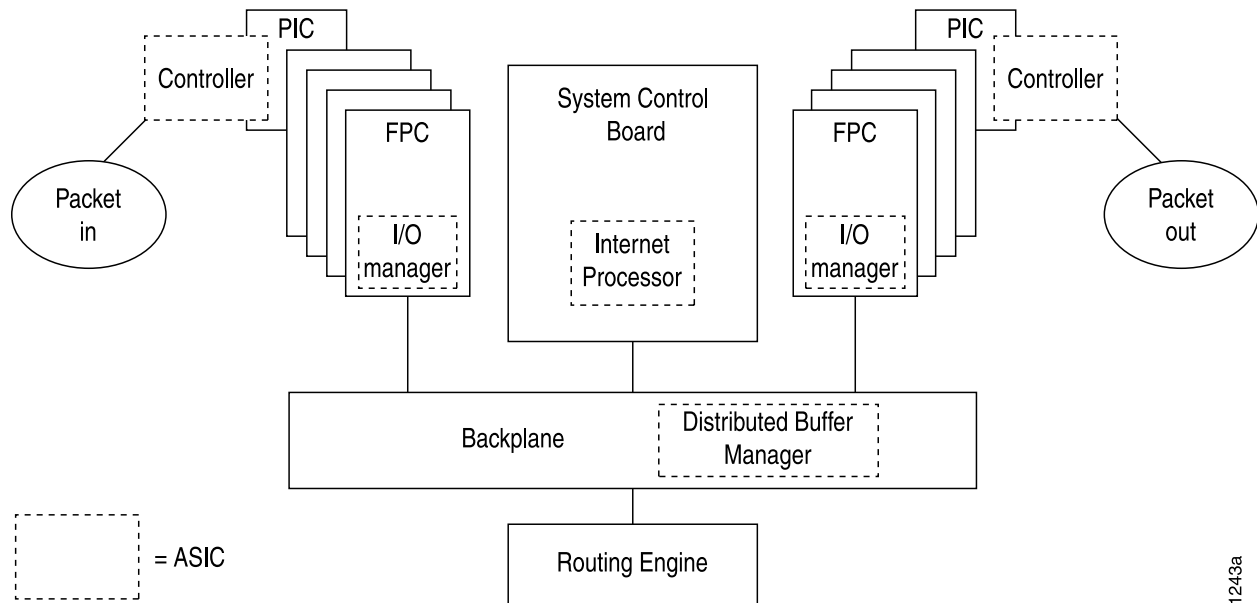 PIC
Controller
FPC
I/O
manager
Packet
in
System Control
Board
Internet
Processor
PIC
Controller
FPC
I/O
manager
Packet
out
Backplane
Distributed Buffer
Manager
Routing Engine
= ASIC
1243a